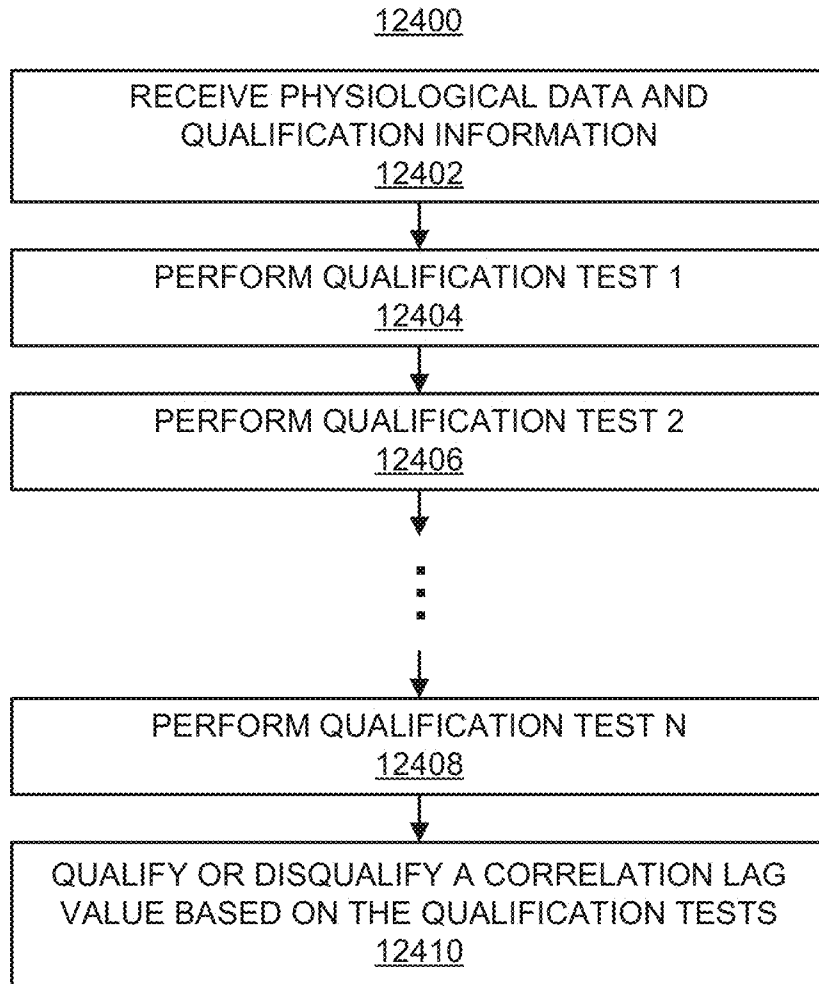 12400
RECEIVE PHYSIOLOGICAL DATA AND
QUALIFICATION INFORMATION
12402
PERFORM QUALIFICATION TEST 1
12404
PERFORM QUALIFICATION TEST 2
12406
PERFORM QUALIFICATION TEST N
12408
QUALIFY OR DISQUALIFY A CORRELATION LAG
VALUE BASED ON THE QUALIFICATION TESTS
12410